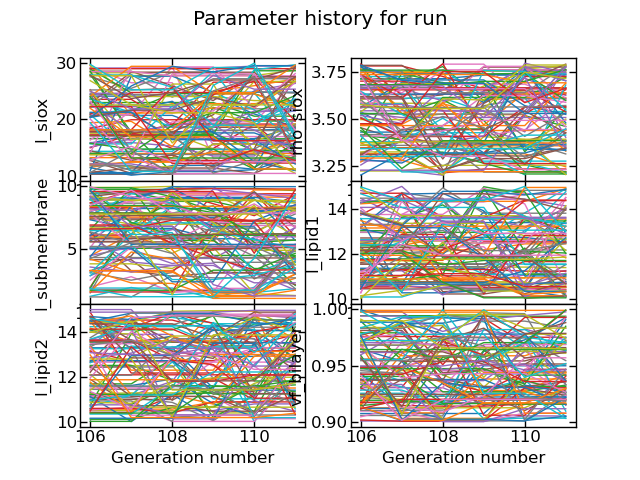 Parameter history for run
30
20
10
l_siox
3.75
3.50
3.25
rho_siox
10
5
l_submembrane
14
12
10
l_lipid1
14
12
10
l_lipid2
1.00
0.95
0.90
vf_bilayer
106 108 110
106 108 110
Generation number
Generation number